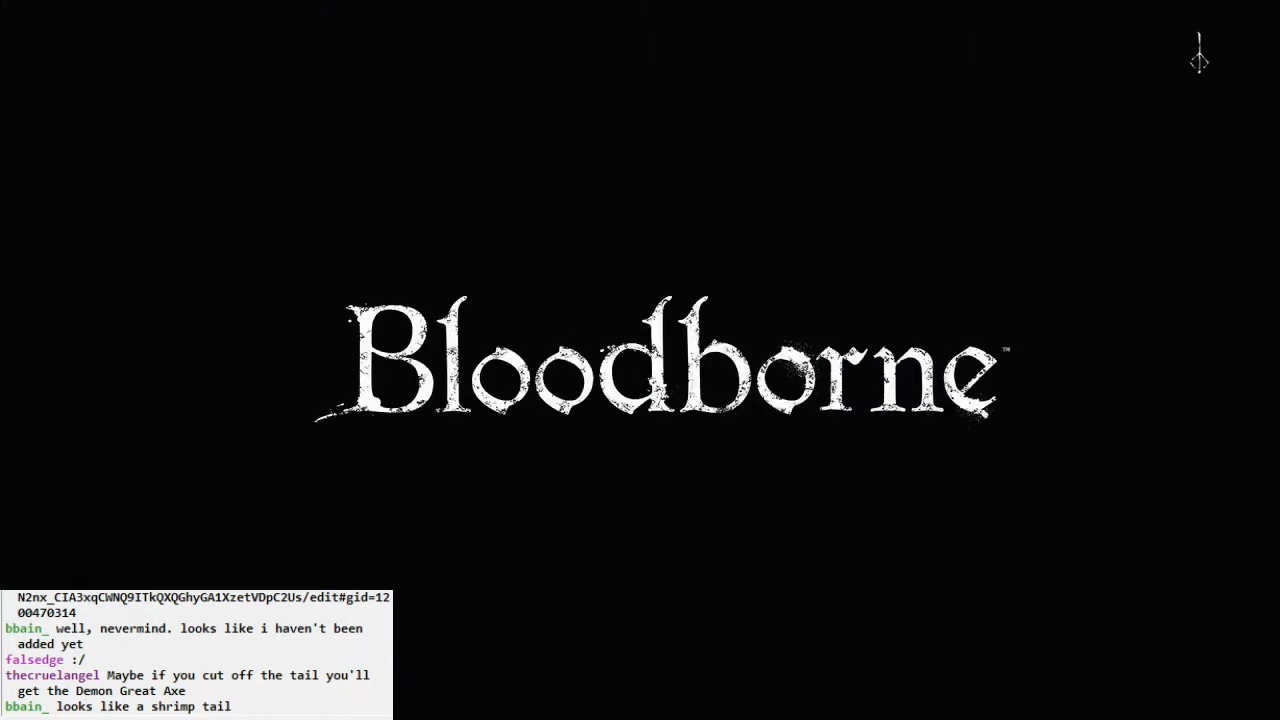 Bloodborne™
N2nx_CIA3xqCWNQ9ITkQXQGhyGA1XzetVDpC2Us/edit#gid=12
00470314
bbain_ well, nevermind. looks like i haven't been
added yet
falsedge :/
thecruelangel Maybe if you cut off the tail you'll
get the Demon Great Axe
bbain_ looks like a shrimp tail